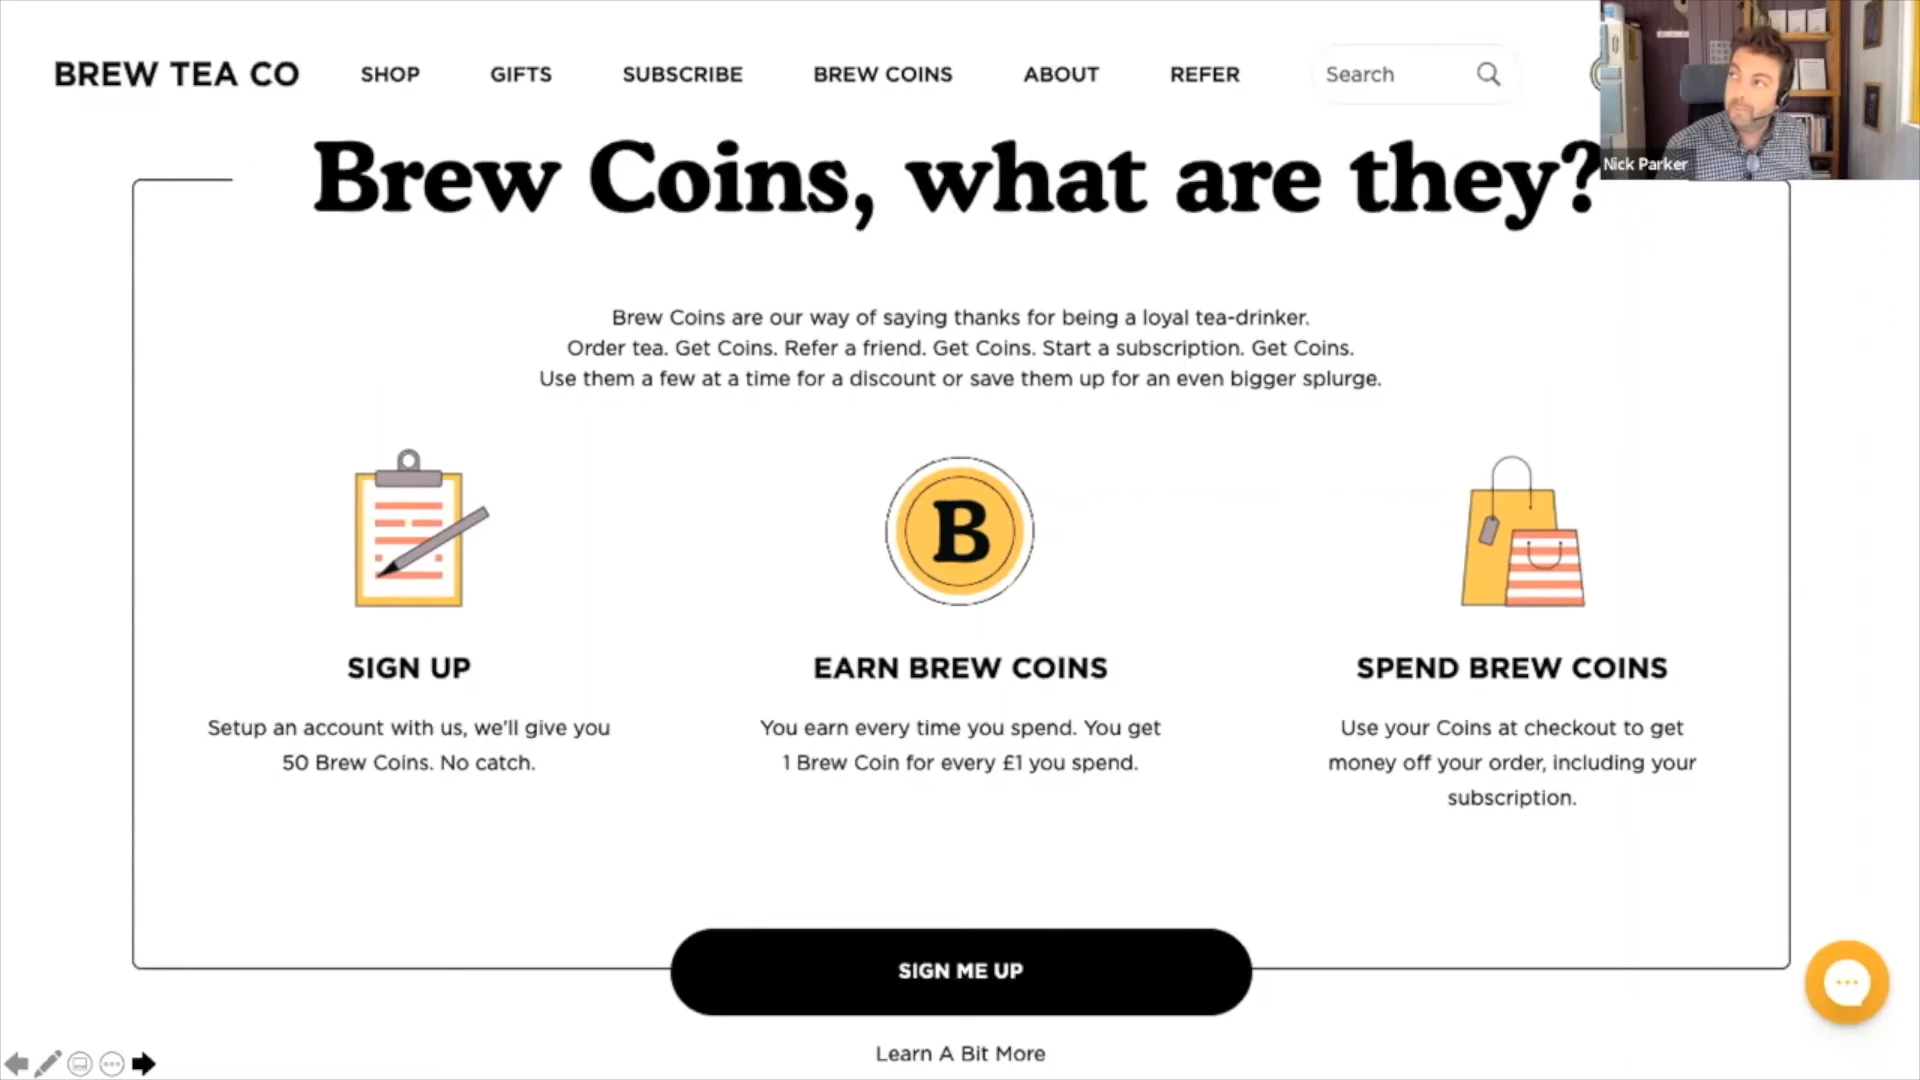 BREW TEA CO SHOP GIFTS SUBSCRIBE BREW COINS ABOUT REFER Search
Nick Parker
Brew Coins, what are they?
Brew Coins are our way of saying thanks for being a loyal tea-drinker.
Order tea. Get Coins. Refer a friend. Get Coins. Start a subscription. Get Coins.
Use them a few at a time for a discount or save them up for an even bigger splurge.
B
SIGN UP
Setup an account with us, we'll give you
50 Brew Coins. No catch.
EARN BREW COINS
You earn every time you spend. You get
1 Brew Coin for every £1 you spend.
SPEND BREW COINS
Use your Coins at checkout to get
money off your order, including your
subscription.
SIGN ME UP
Learn A Bit More